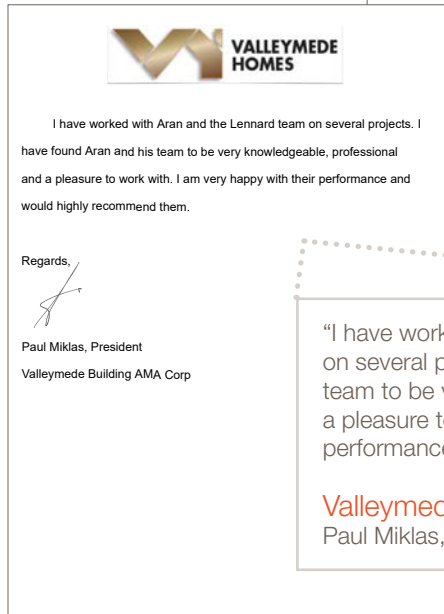 VALLEYMEDE
HOMES
I have worked with Aran and the Lennard team on several projects. I
have found Aran and his team to be very knowledgeable, professional
and a pleasure to work with. I am very happy with their performance and
would highly recommend them.
Regards,
Paul Miklas, President
Valleymede Building AMA Corp
“I have work
on several p
team to be v
a pleasure t
performance
Valleymed
Paul Miklas,